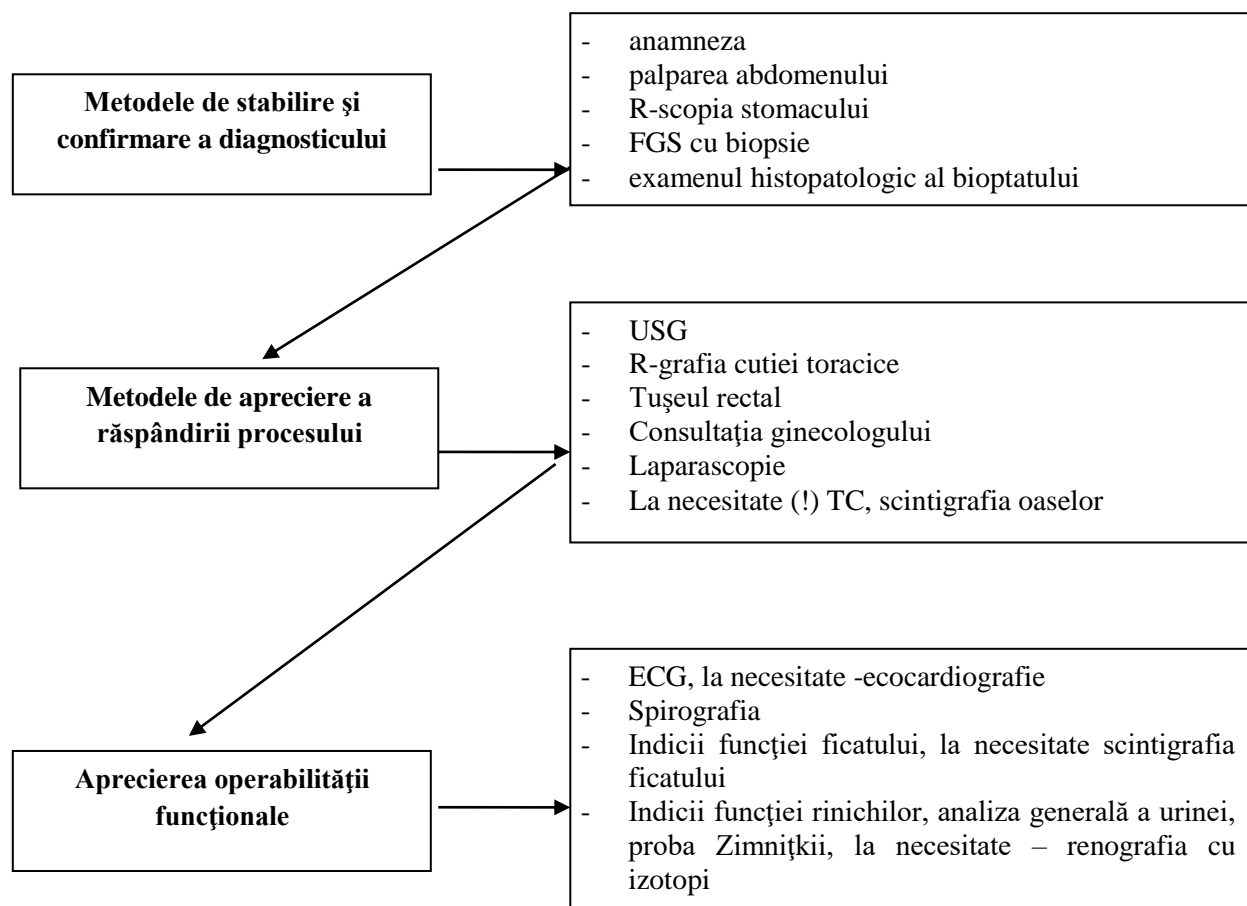 Metodele de stabilire şi
confirmare a diagnosticului
- anamneza
- palparea abdomenului
- R-scopia stomacului
- FGS cu biopsie
- examenul histopatologic al bioptatului
Metodele de apreciere a
răspândirii procesului
- USG
- R-grafia cutiei toracice
- Tuşeul rectal
- Consultaţia ginecologului
- Laparascopie
- La necesitate (!) TC, scintigrafia oaselor
Aprecierea operabilităţii
funcţionale
- ECG, la necesitate -ecocardiografie
- Spirografia
- Indicii funcţiei ficatului, la necesitate scintigrafia
ficatului
- Indicii funcţiei rinichilor, analiza generală a urinei,
proba Zimniţkii, la necesitate – renografia cu
izotopi